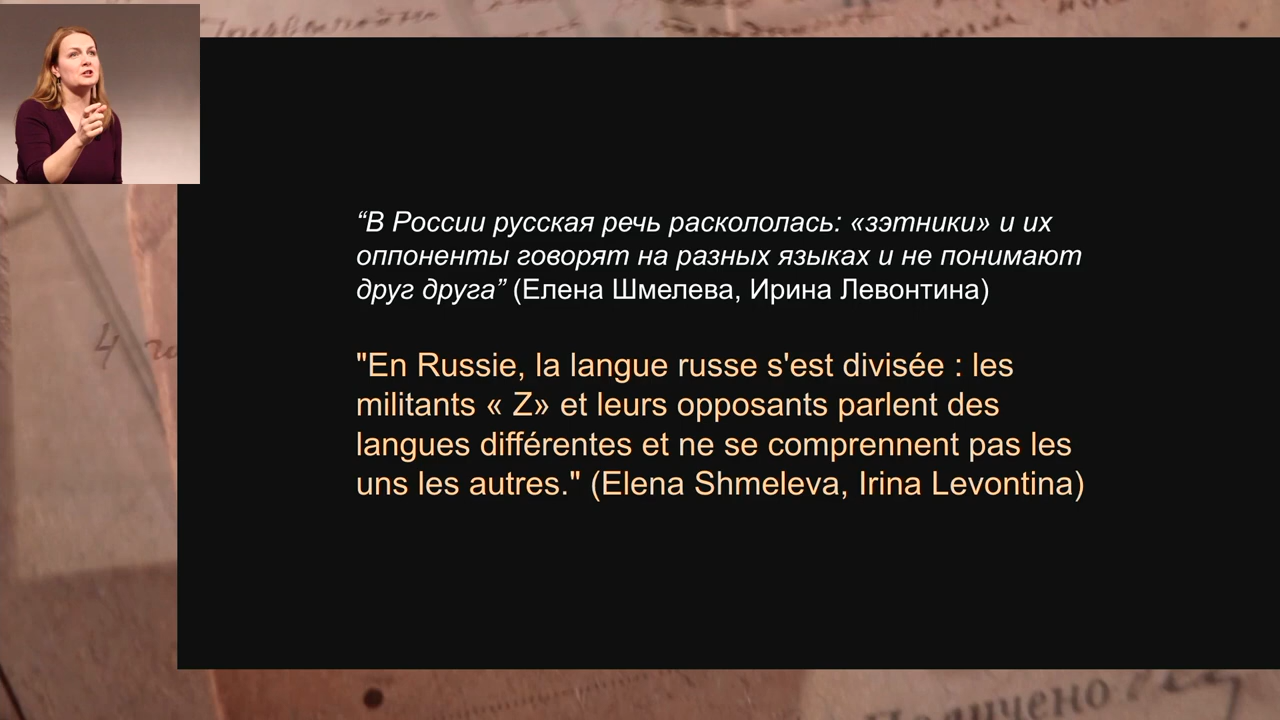 “В России русская речь раскололась: «зэтники» и их
оппоненты говорят на разных языках и не понимают
друг друга” (Елена Шмелева, Ирина Левонтина)
"En Russie, la langue russe s'est divisée : les
militants « Z» et leurs opposants parlent des
langues différentes et ne se comprennent pas les
uns les autres." (Elena Shmeleva, Irina Levontina)